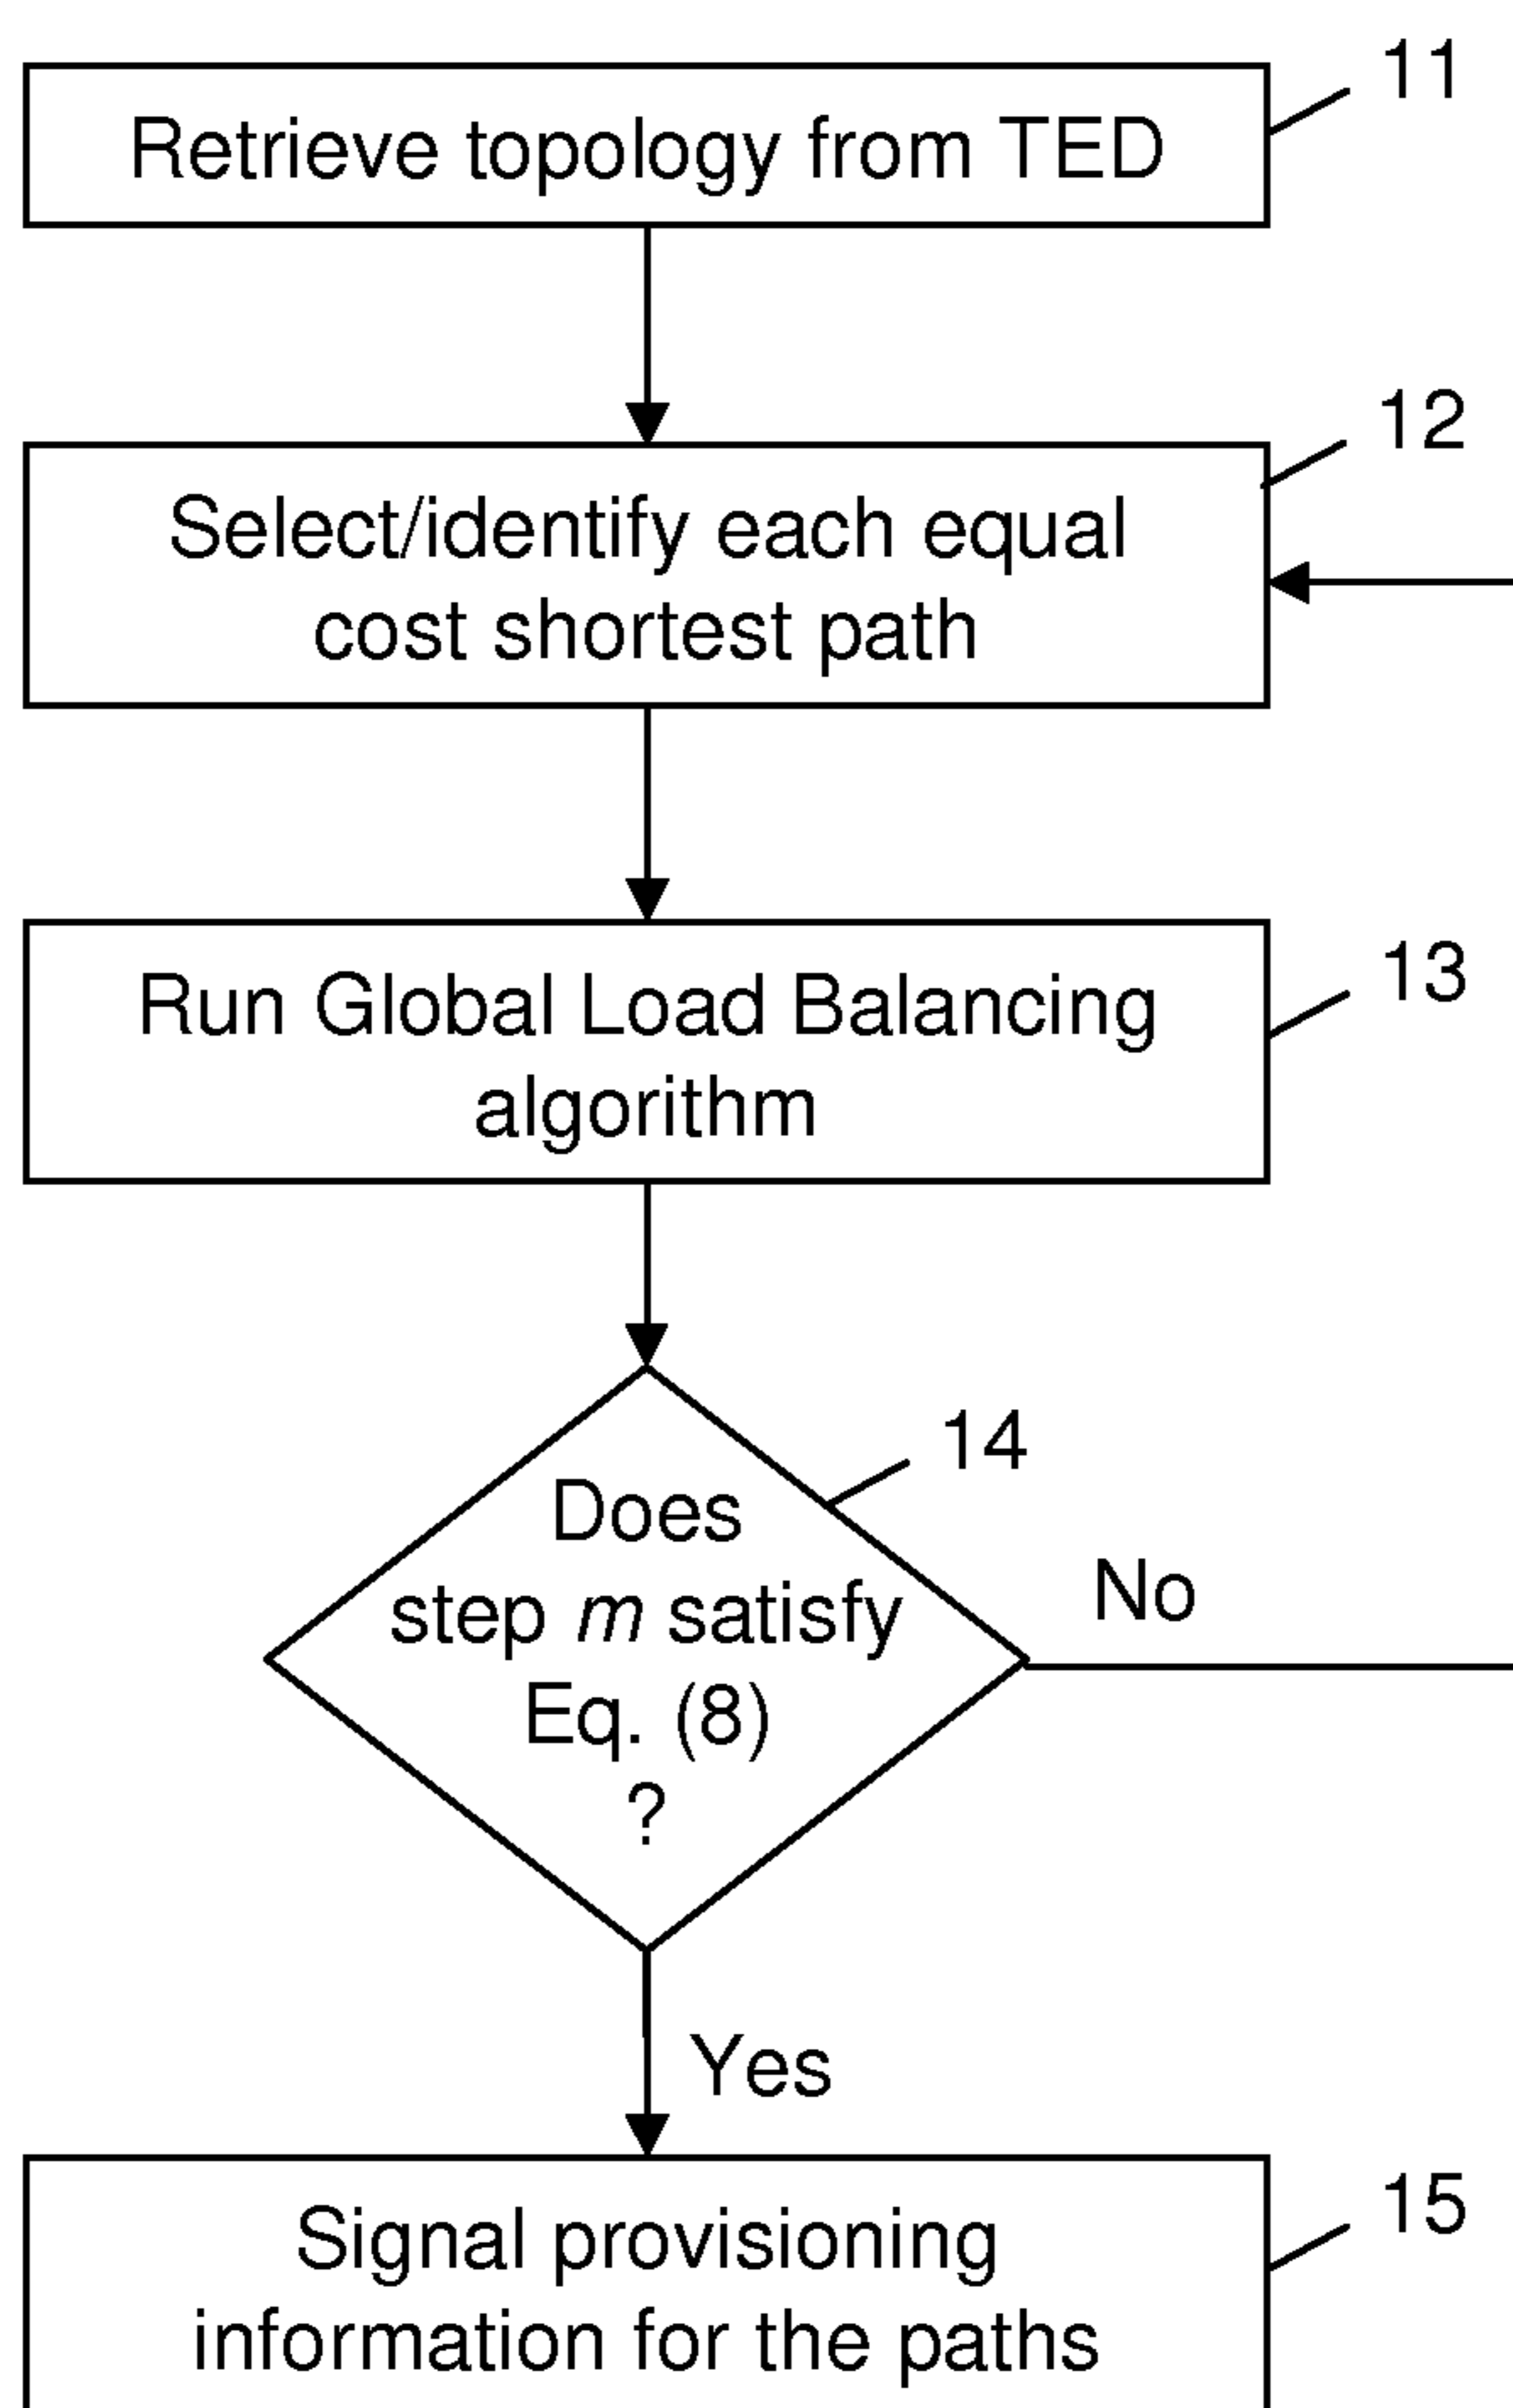 11
Retrieve topology from TED
12
Select/identify each equal
cost shortest path
13
Run Global Load Balancing
algorithm
14
Does
step m satisfy
Eq. (8)
?
No
Yes
15
Signal provisioning
information for the paths